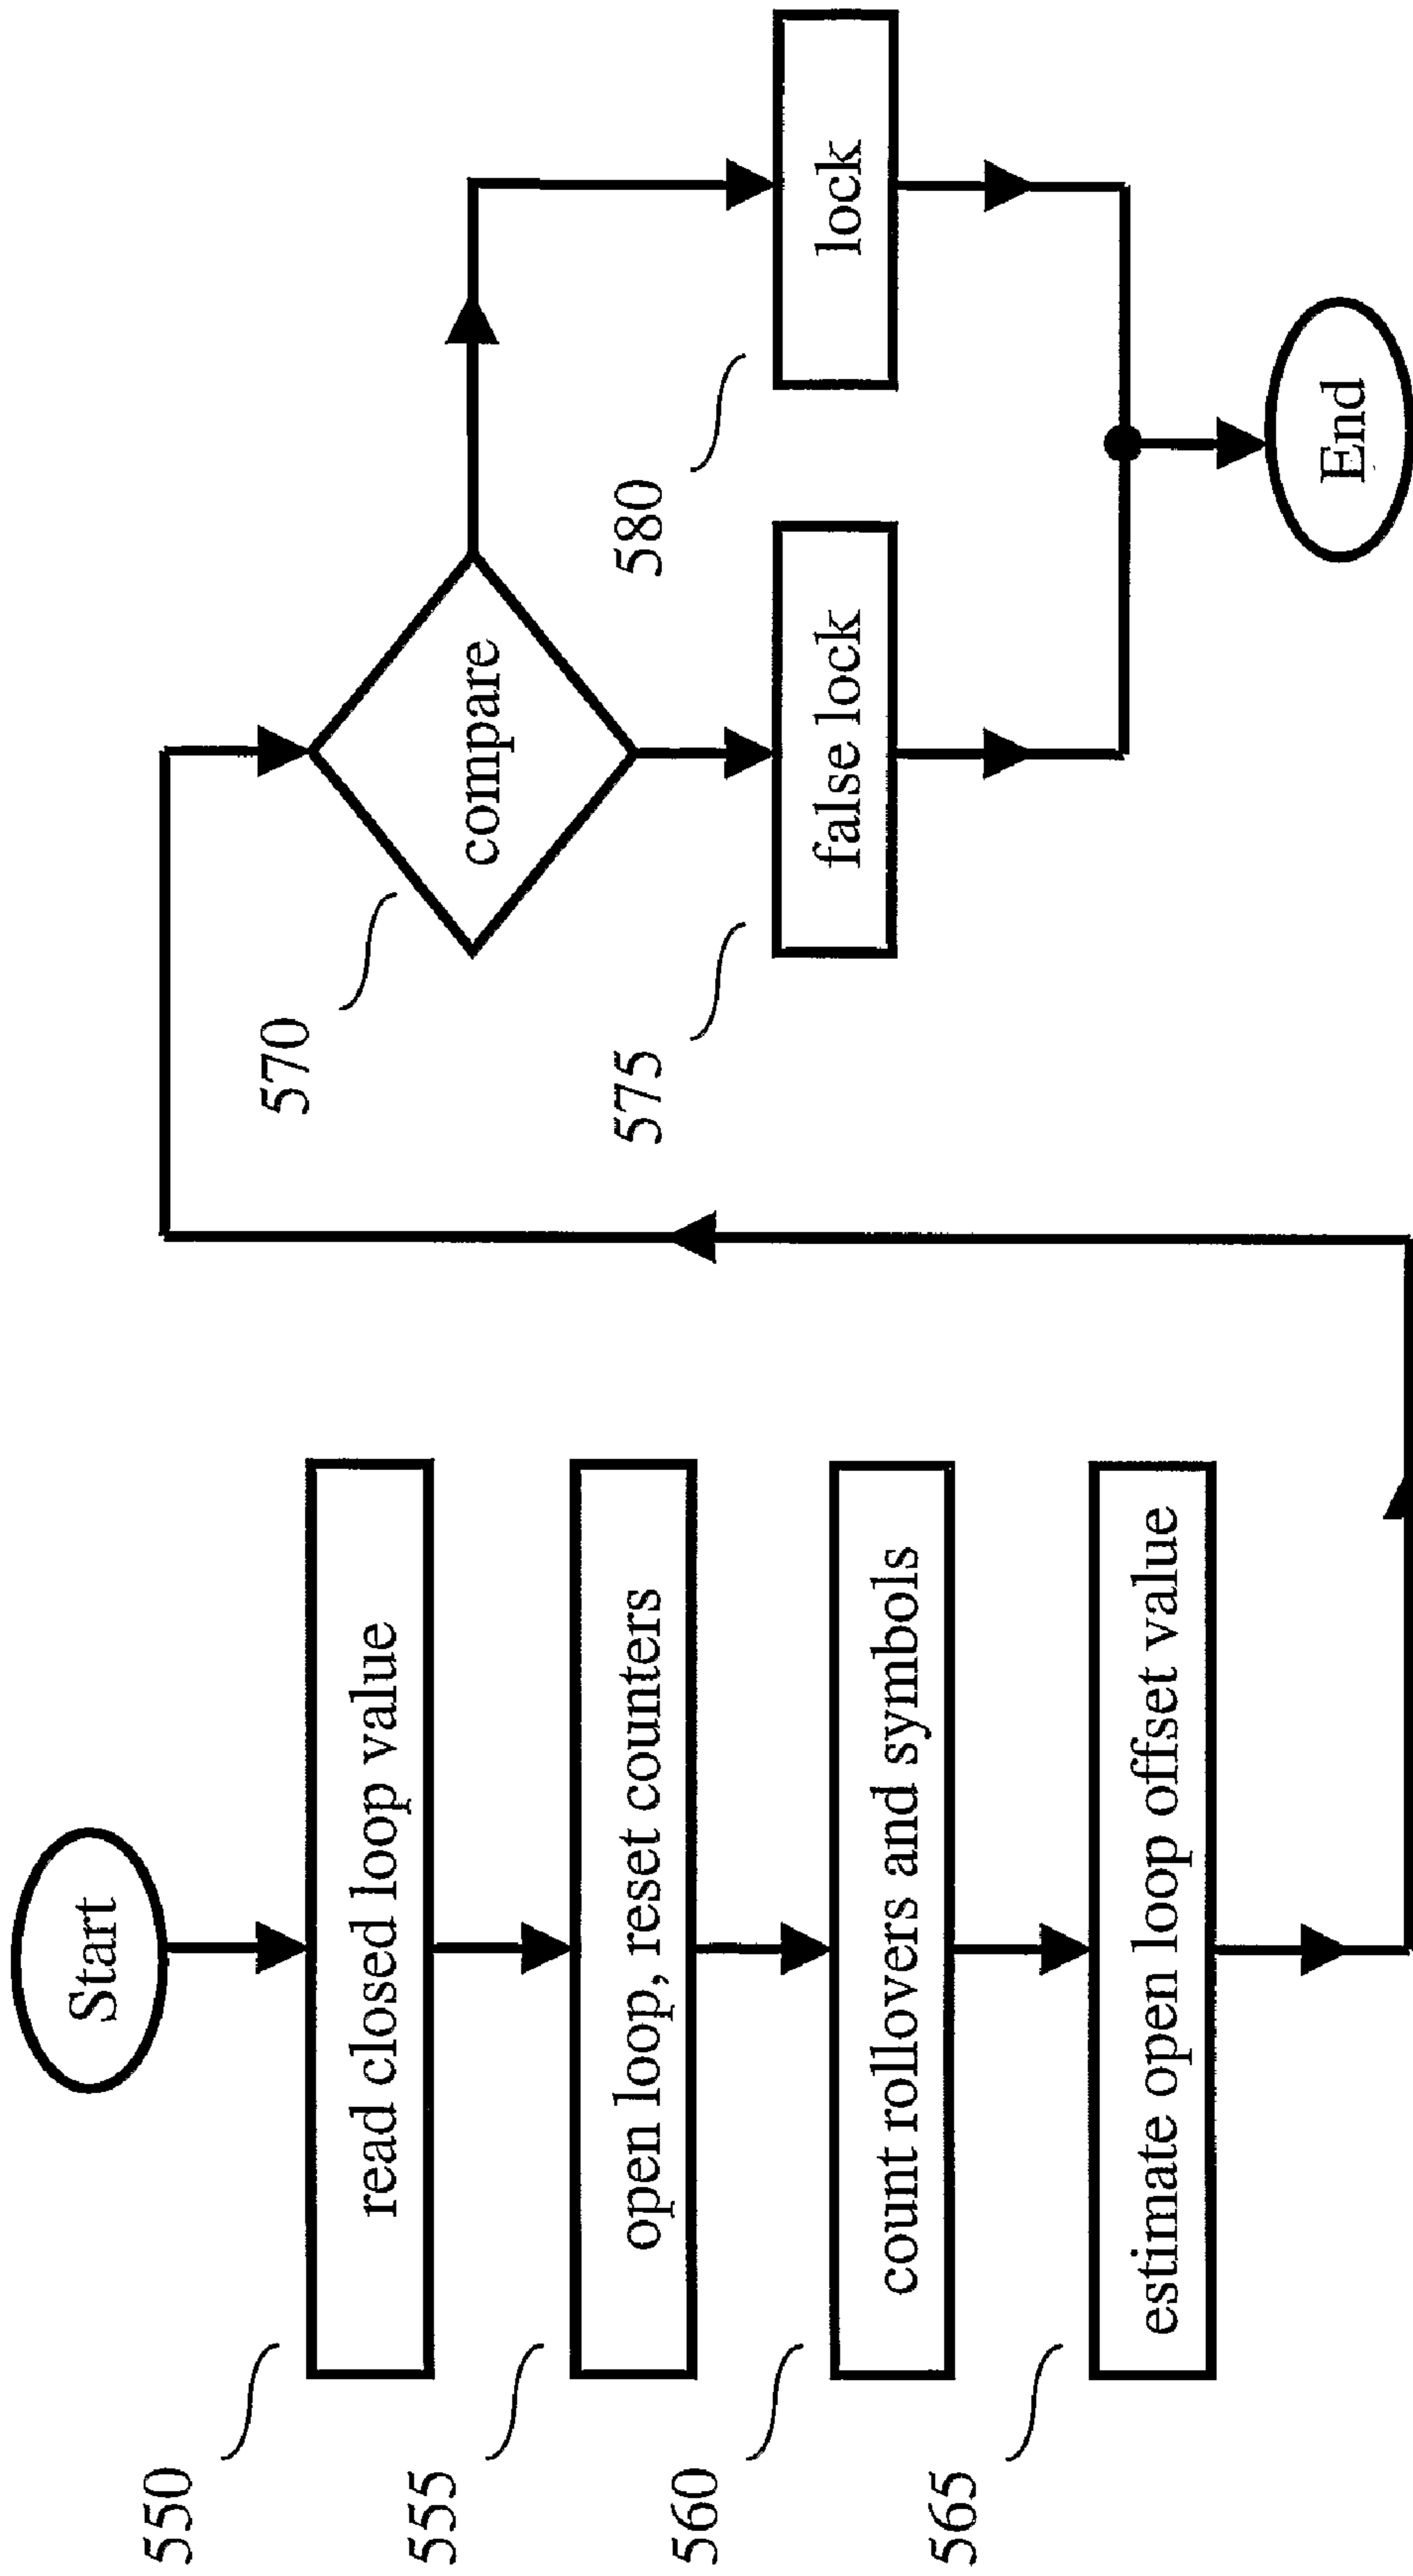 Start
550
read closed loop value
555
open loop, reset counters
560
count rollovers and symbols
565
estimate open loop offset value
570
compare
575
false lock
580
lock
End